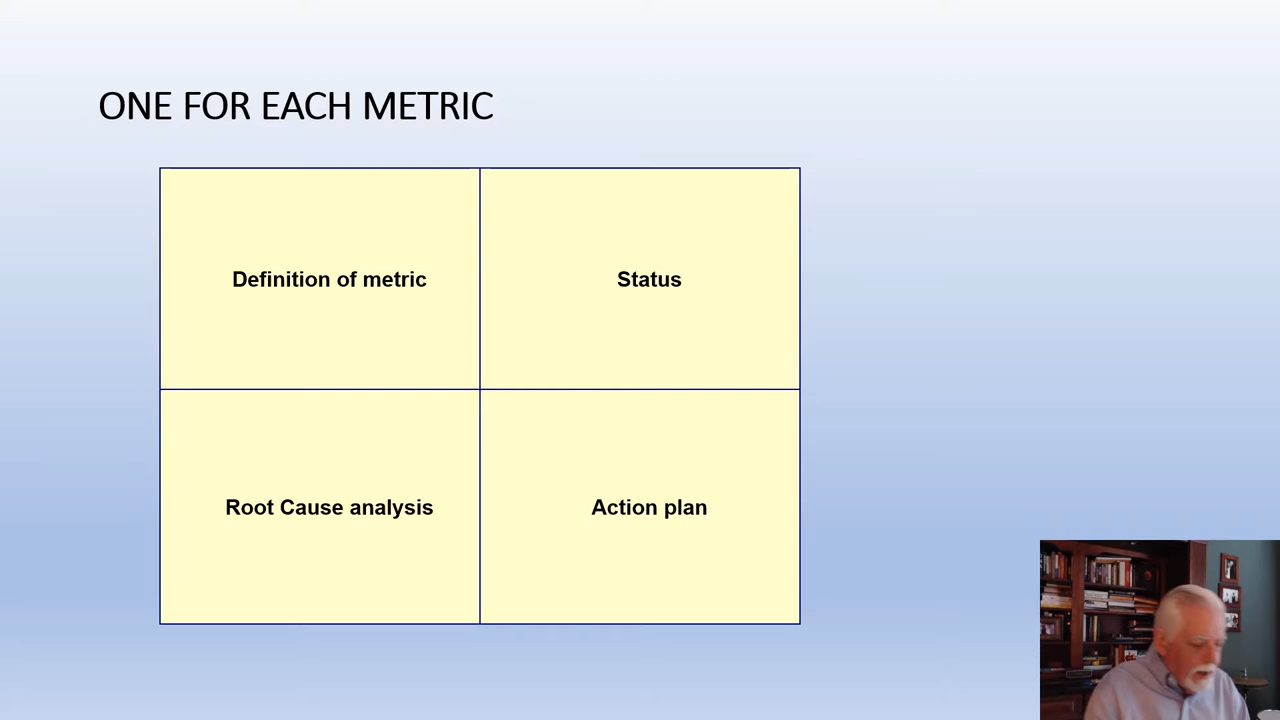 ONE FOR EACH METRIC
Definition of metric
Status
Root Cause analysis
Action plan